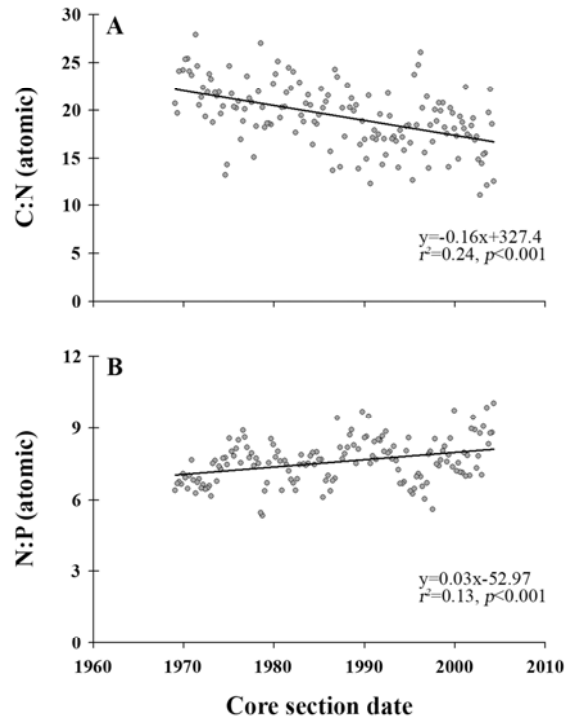 A
30
25
20
15
10
5
0
C:N (atomic)
y=-0.16x+327.4
r²=0.24, p<0.001
B
12
9
6
3
0
N:P (atomic)
y=0.03x-52.97
r²=0.13, p<0.001
1960 1970 1980 1990 2000 2010
Core section date